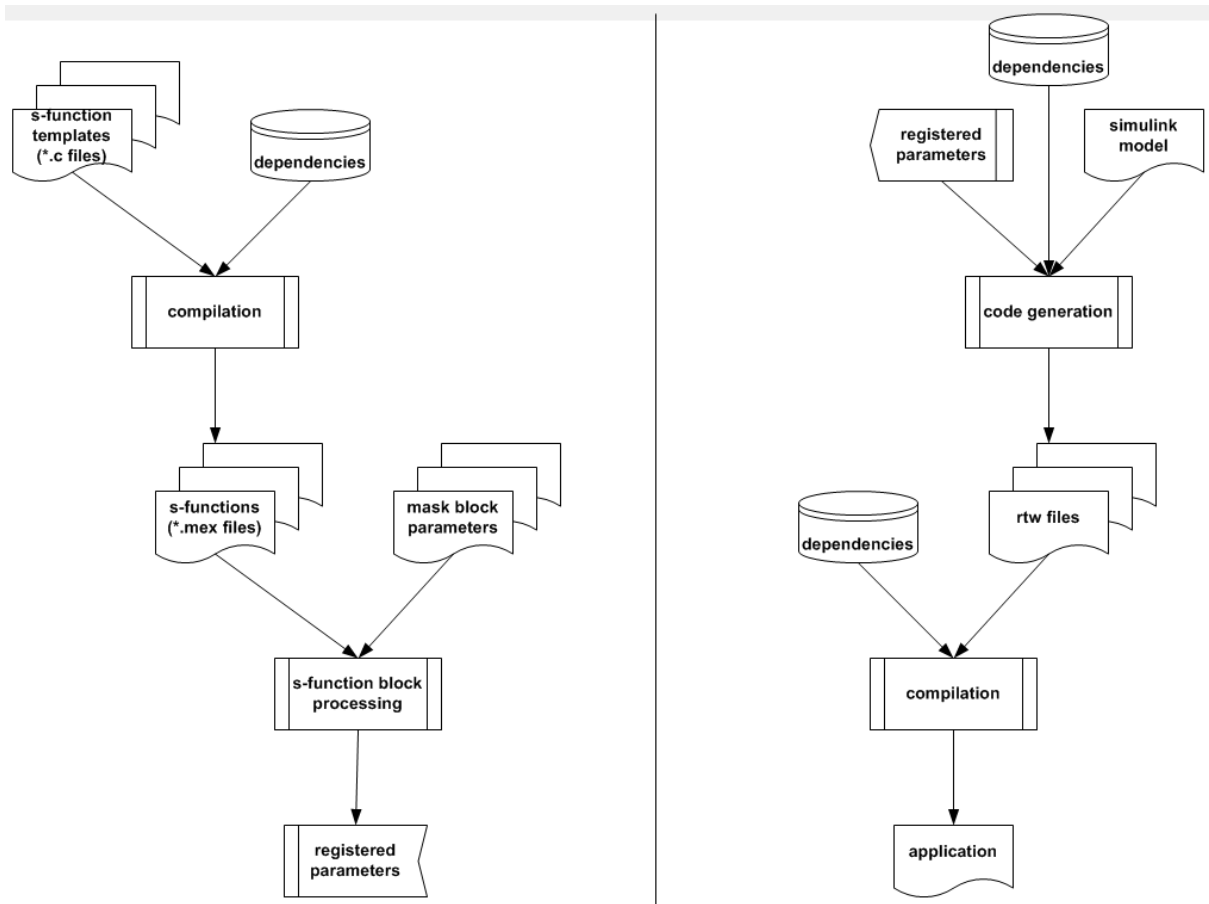 s-function
templates
(*.c files)
dependencies
compilation
s-functions
(*.mex files)
mask block
parameters
s-function block
processing
registered
parameters
dependencies
registered
parameters
simulink
model
code generation
dependencies
rtw files
compilation
application